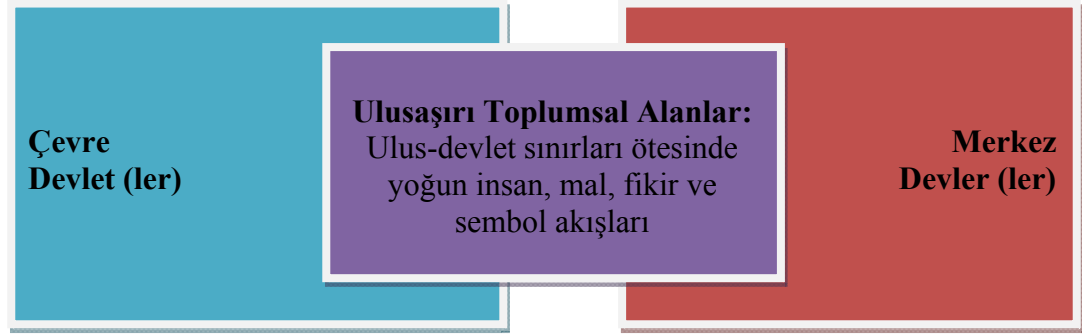 Çevre
Devlet (ler)
Ulusaşırı Toplumsal Alanlar:
Ulus-devlet sınırları ötesinde
yoğun insan, mal, fikir ve
sembol akışları
Merkez
Devler (ler)